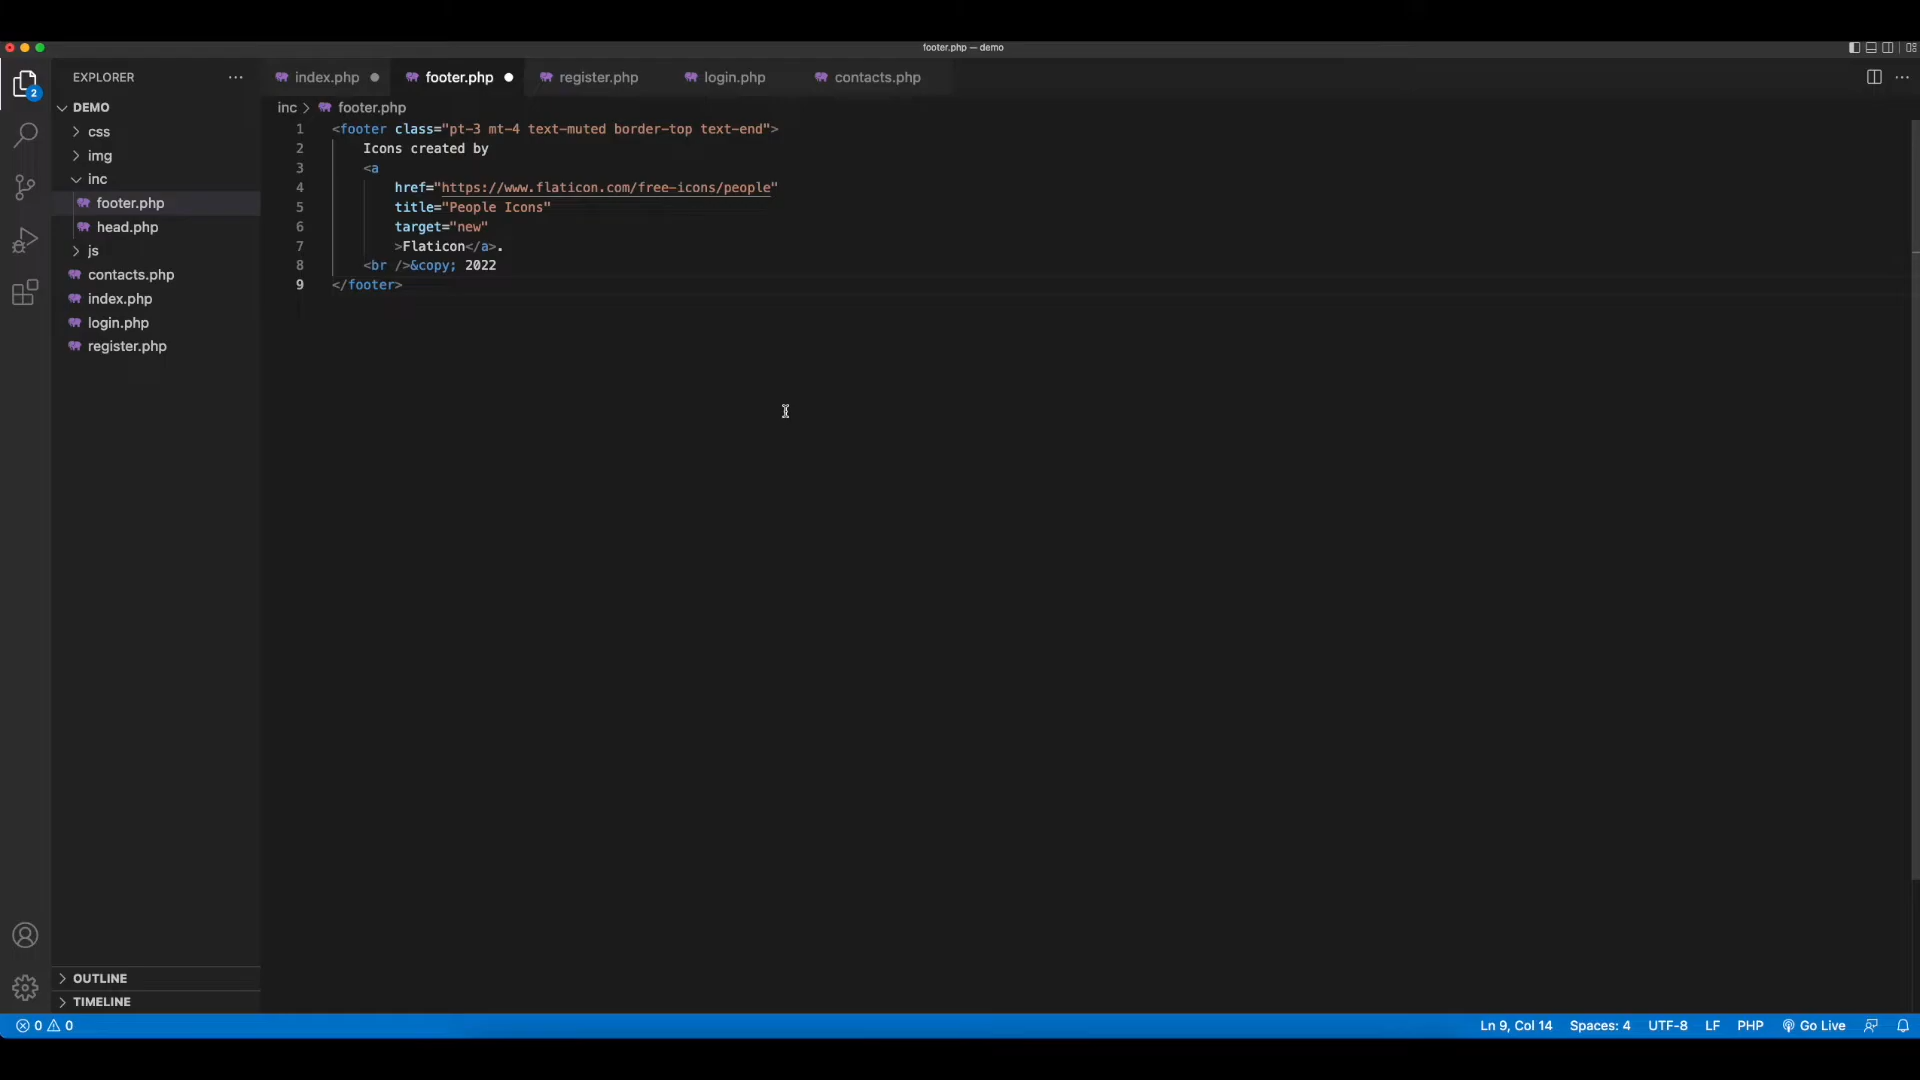 footer.php — demo
EXPLORER
index.php
footer.php
register.php
login.php
contacts.php
2
DEMO
inc
footer.php
css
img
inc
footer.php
head.php
js
contacts.php
index.php
login.php
register.php
1 <footer class="pt-3 mt-4 text-muted border-top text-end">
2 Icons created by
3 <a
4 href="https://www.flaticon.com/free-icons/people"
5 title="People Icons"
6 target="new"
7 >Flaticon</a>.
8 <br />&copy; 2022
9 </footer>
OUTLINE
TIMELINE
0 0
Ln 9, Col 14
Spaces: 4
UTF-8
LF
PHP
Go Live